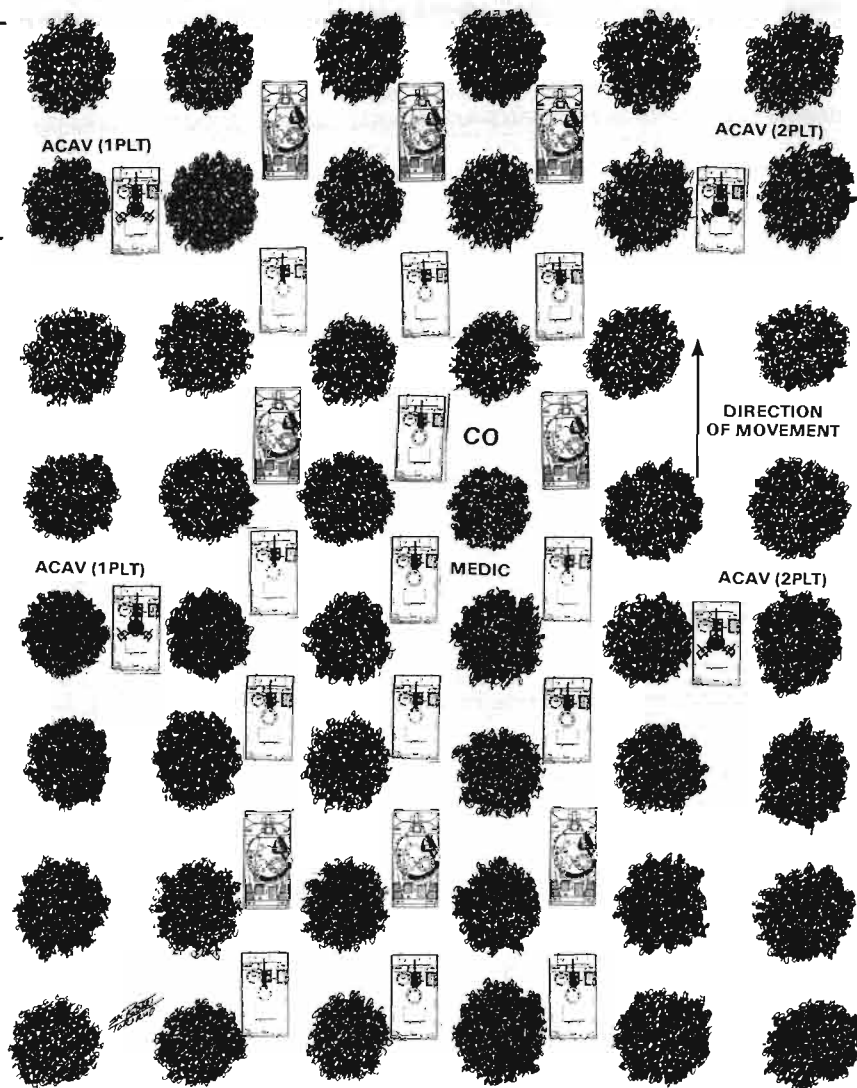 ACAV (1PLT)
ACAV (2PLT)
CO
DIRECTION
OF MOVEMENT
ACAV (1PLT)
MEDIC
ACAV (2PLT)